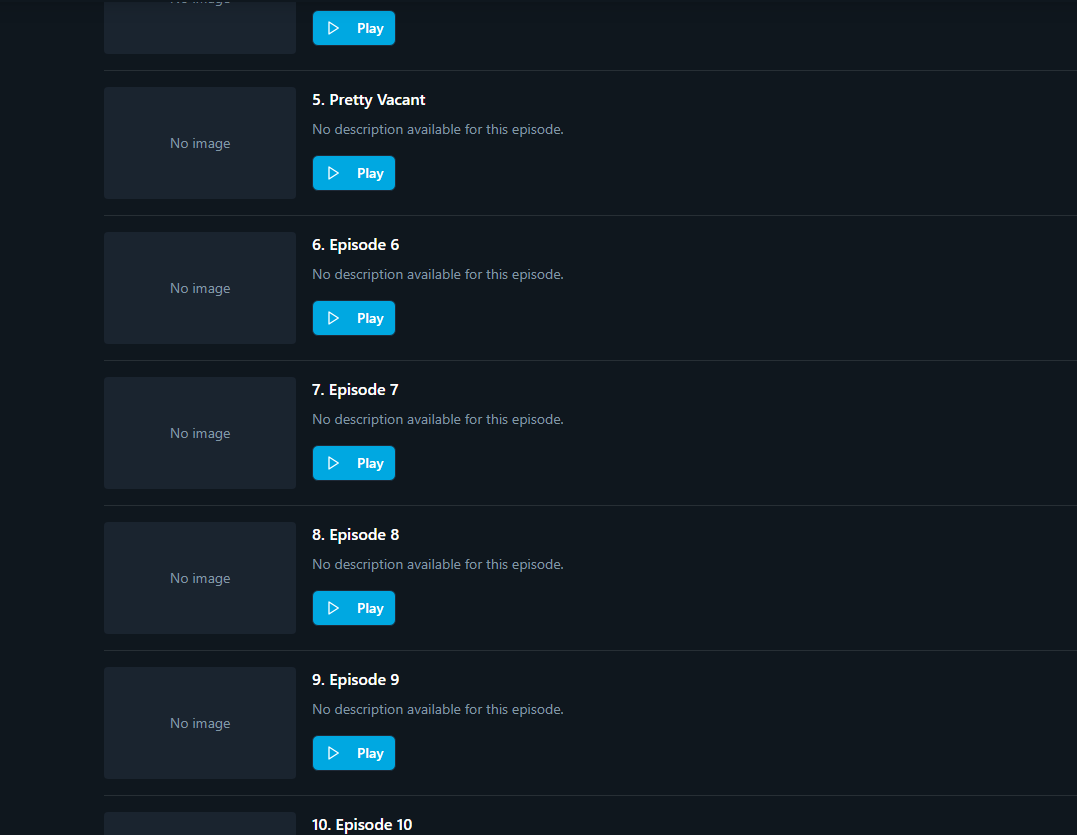 No image
Play
5. Pretty Vacant
No image
No description available for this episode.
Play
6. Episode 6
No image
No description available for this episode.
Play
7. Episode 7
No image
No description available for this episode.
Play
8. Episode 8
No image
No description available for this episode.
Play
9. Episode 9
No image
No description available for this episode.
Play
10. Episode 10